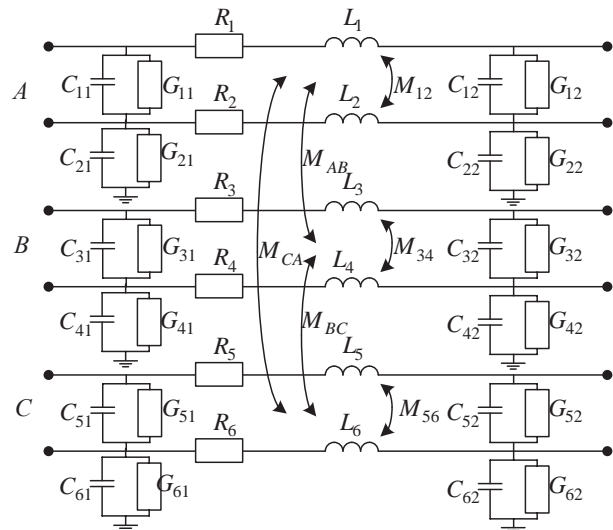 R1 L1
C11 G11 M12 C12 G12
A
R2 L2
C21 G21 MAB C22 G22
R3 L3
B
C31 G31 MCA M34 C32 G32
R4 L4
C41 G41 MBC C42 G42
R5 L5
C
C51 G51 M56 C52 G52
R6 L6
C61 G61 C62 G62